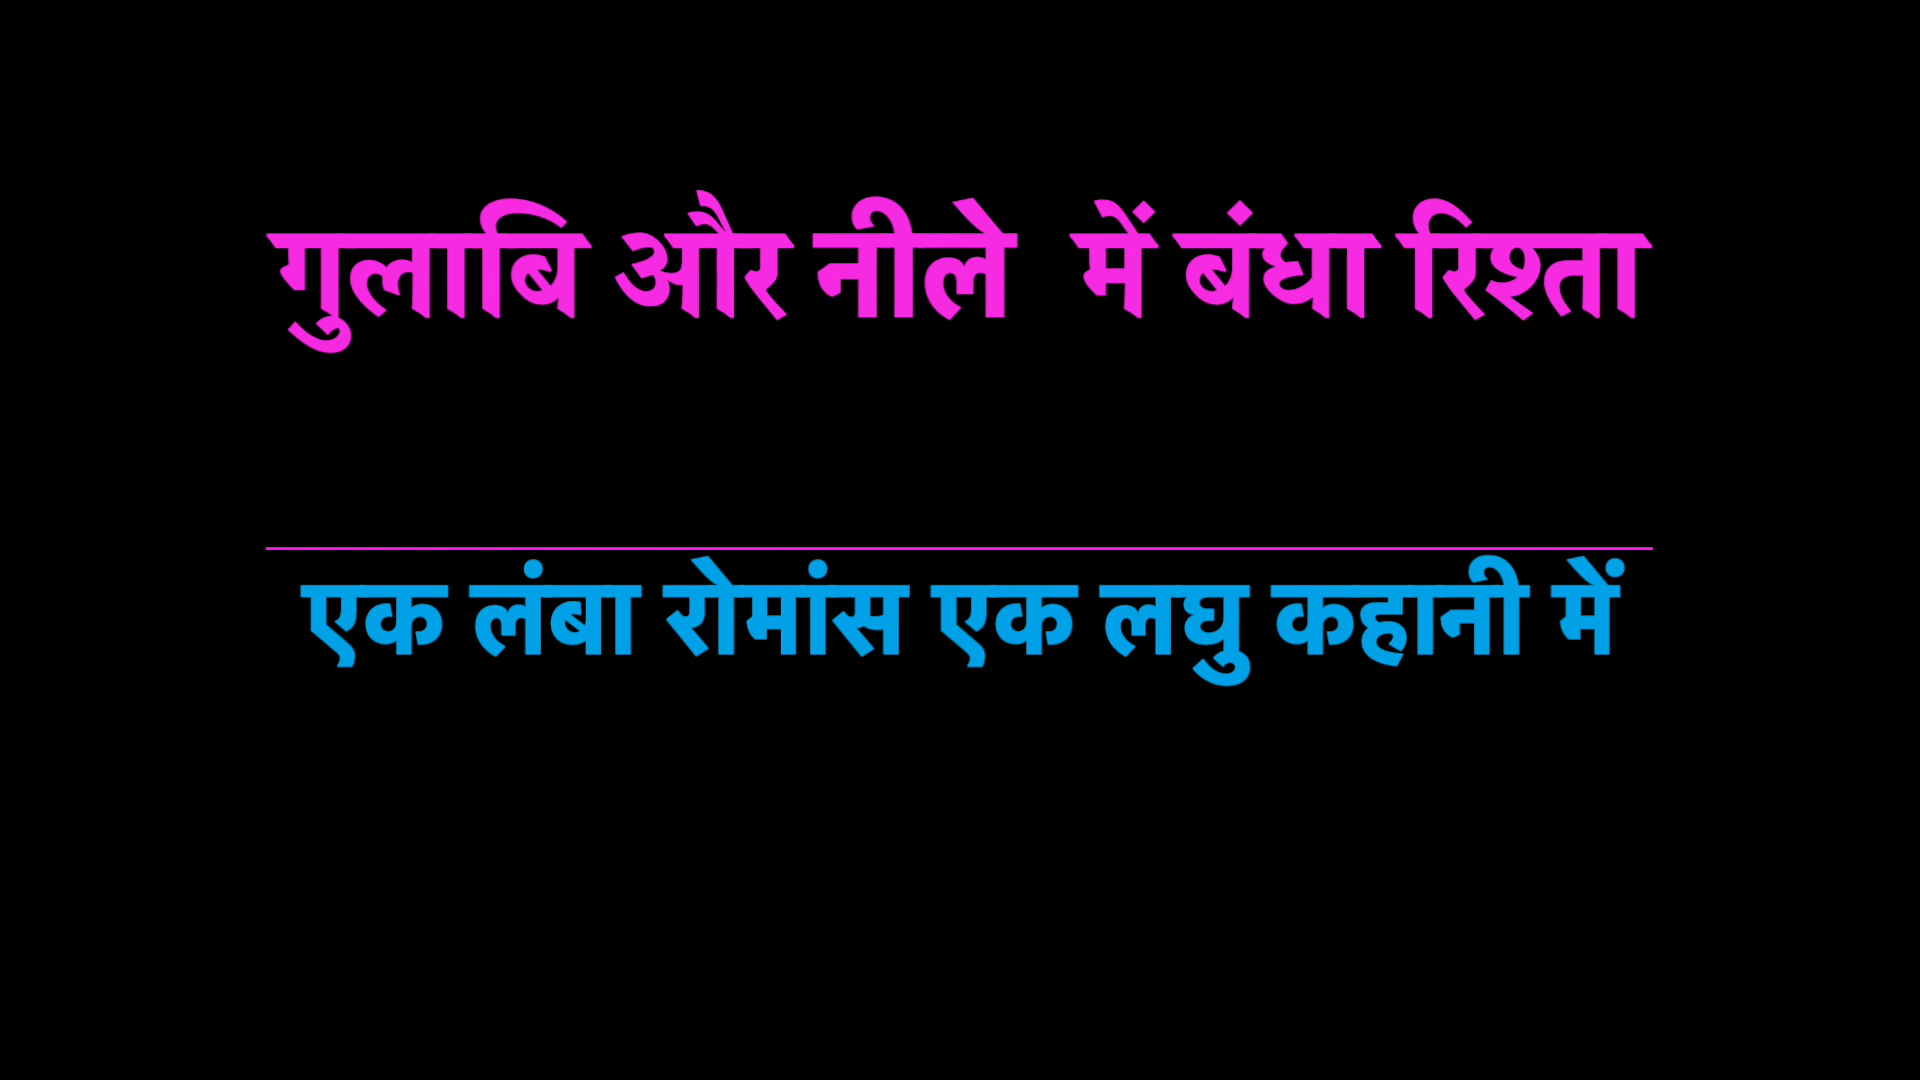 गुलाबि और नीले  में बंधा रिश्ता
एक लंबा रोमांस एक लघु कहानी में